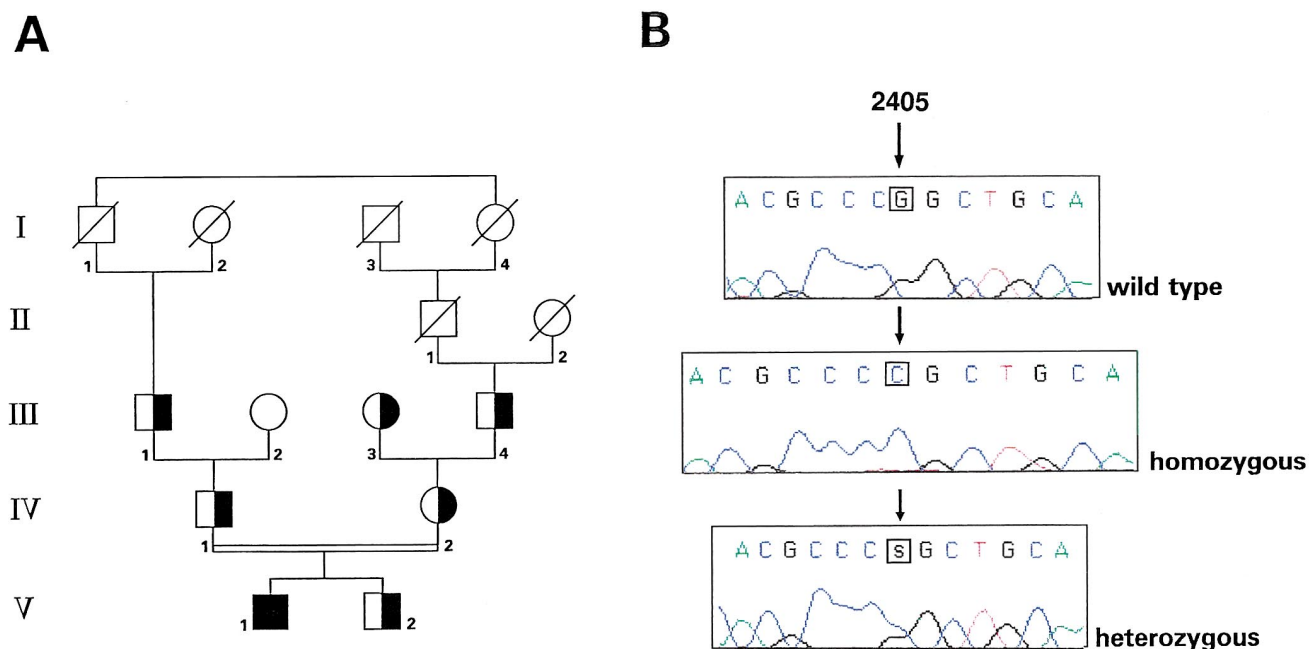 A
B
2405
I
1 2 3 4
II
1 2
III
1 2 3 4
IV
1 2
V
1 2
A C G C C C G G C T G C A
wild type
A C G C C C C G C T G C A
homozygous
A C G C C C S G C T G C A
heterozygous